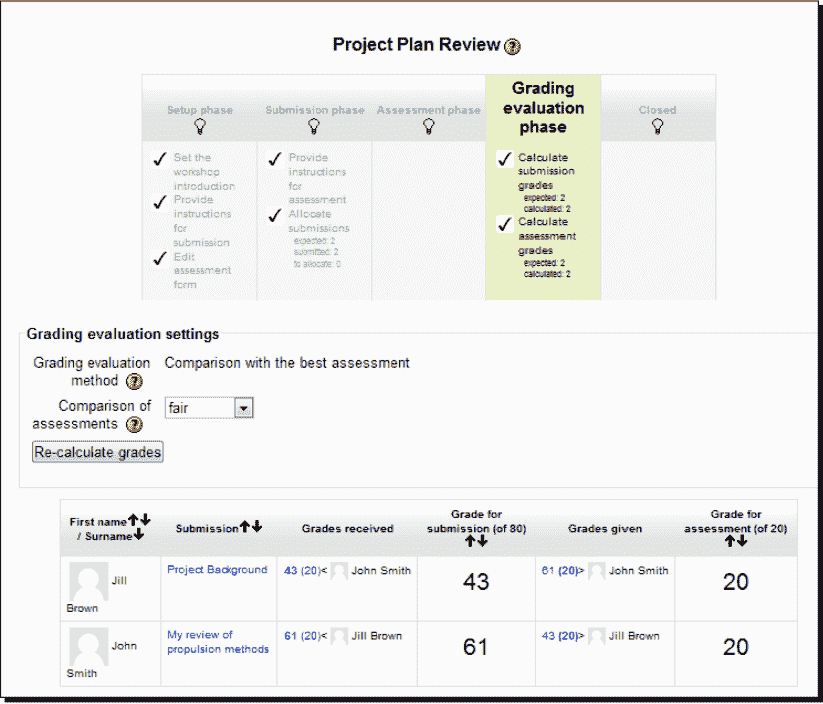 Project Plan Review
Setup phase
Submission phase
Assessment phase
Grading
evaluation
phase
Closed
Set the
workshop
introduction
Provide
instructions
for
submission
Edit
assessment
form
Provide
instructions
for
assessment
Allocate
submissions
expected: 2
submitted: 2
to allocate: 0
Calculate
submission
grades
expected: 2
calculated: 2
Calculate
assessment
grades
expected: 2
calculated: 2
Grading evaluation settings
Grading evaluation
method
Comparison with the best assessment
Comparison of
assessments
fair
Re-calculate grades
First name
/ Surname
Submission
Grades received
Grade for
submission (of 80)
Grades given
Grade for
assessment (of 20)
Jill
Brown
Project Background
43 (20)< John Smith
43
61 (20)> John Smith
20
John
Smith
My review of
propulsion methods
61 (20)< Jill Brown
61
43 (20)> Jill Brown
20